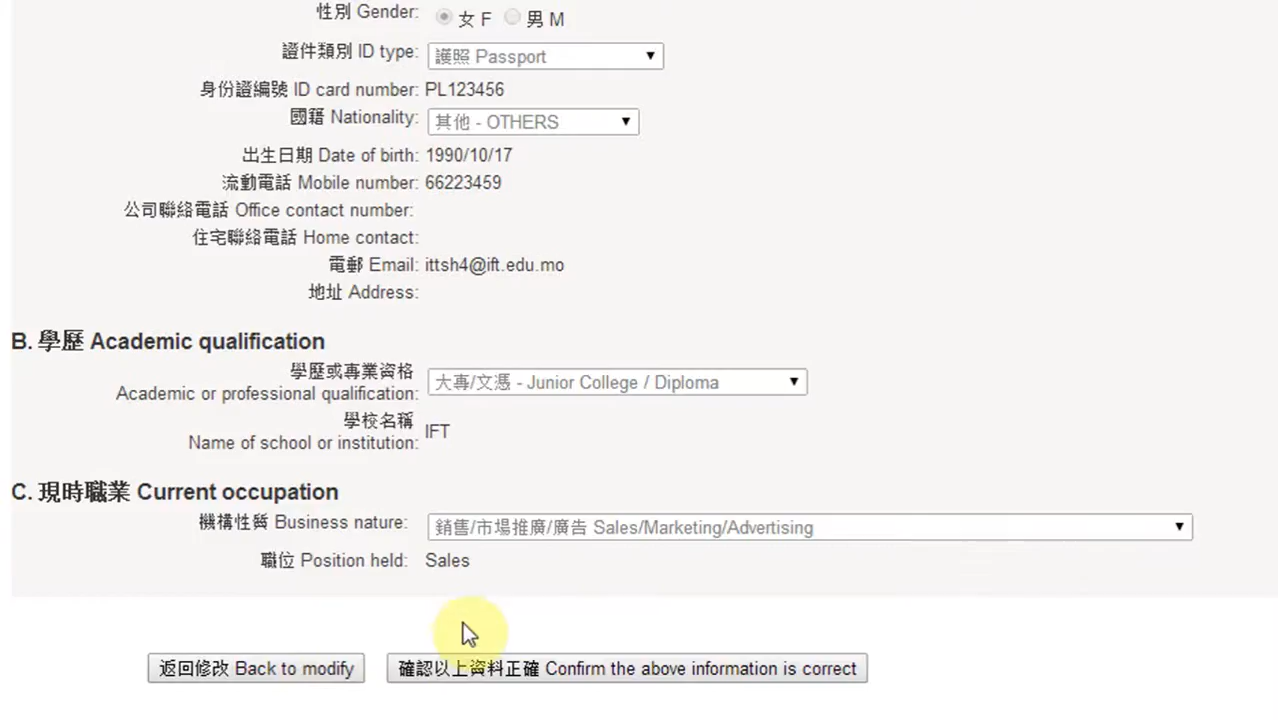 性別 Gender: 女 F 男 M
證件類別 ID type: 護照 Passport
身份證編號 ID card number: PL123456
國籍 Nationality: 其他 - OTHERS
出生日期 Date of birth: 1990/10/17
流動電話 Mobile number: 66223459
公司聯絡電話 Office contact number:
住宅聯絡電話 Home contact:
電郵 Email: ittsh4@ift.edu.mo
地址 Address:
B. 學歷 Academic qualification
學歷或專業資格
Academic or professional qualification: 大專/文憑 - Junior College / Diploma
學校名稱
Name of school or institution: IFT
C. 現時職業 Current occupation
機構性質 Business nature: 銷售/市場推廣/廣告 Sales/Marketing/Advertising
職位 Position held: Sales
返回修改 Back to modify 確認以上資料正確 Confirm the above information is correct